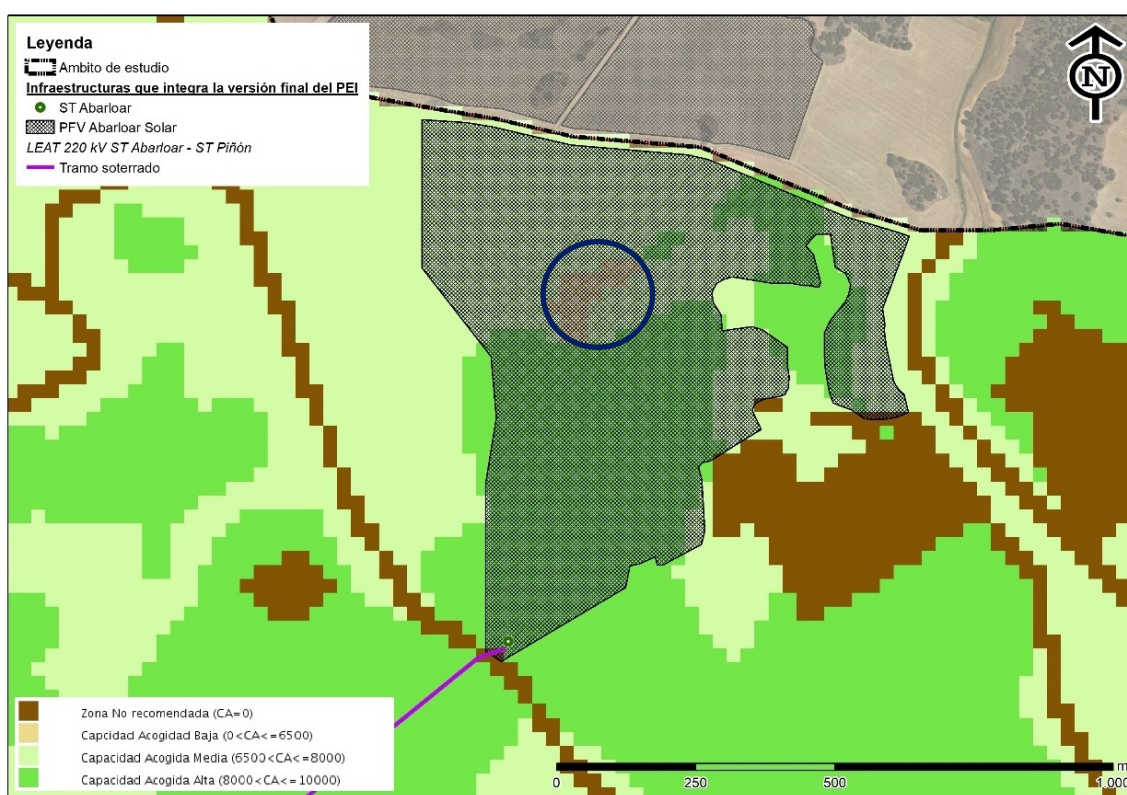 Leyenda
Ambito de estudio
Infraestructuras que integra la versión final del PEI
ST Abarloar
PFV Abarloar Solar
LEAT 220 kV ST Abarloar - ST Piñón
Tramo soterrado
N
Zona No recomendada (CA=0)
Capcidad Acogidad Baja (0<CA<=6500)
Capacidad Acogida Media (6500<CA<=8000)
Capacidad Acogida Alta (8000<CA<=10000)
m
0 250 500 1.000